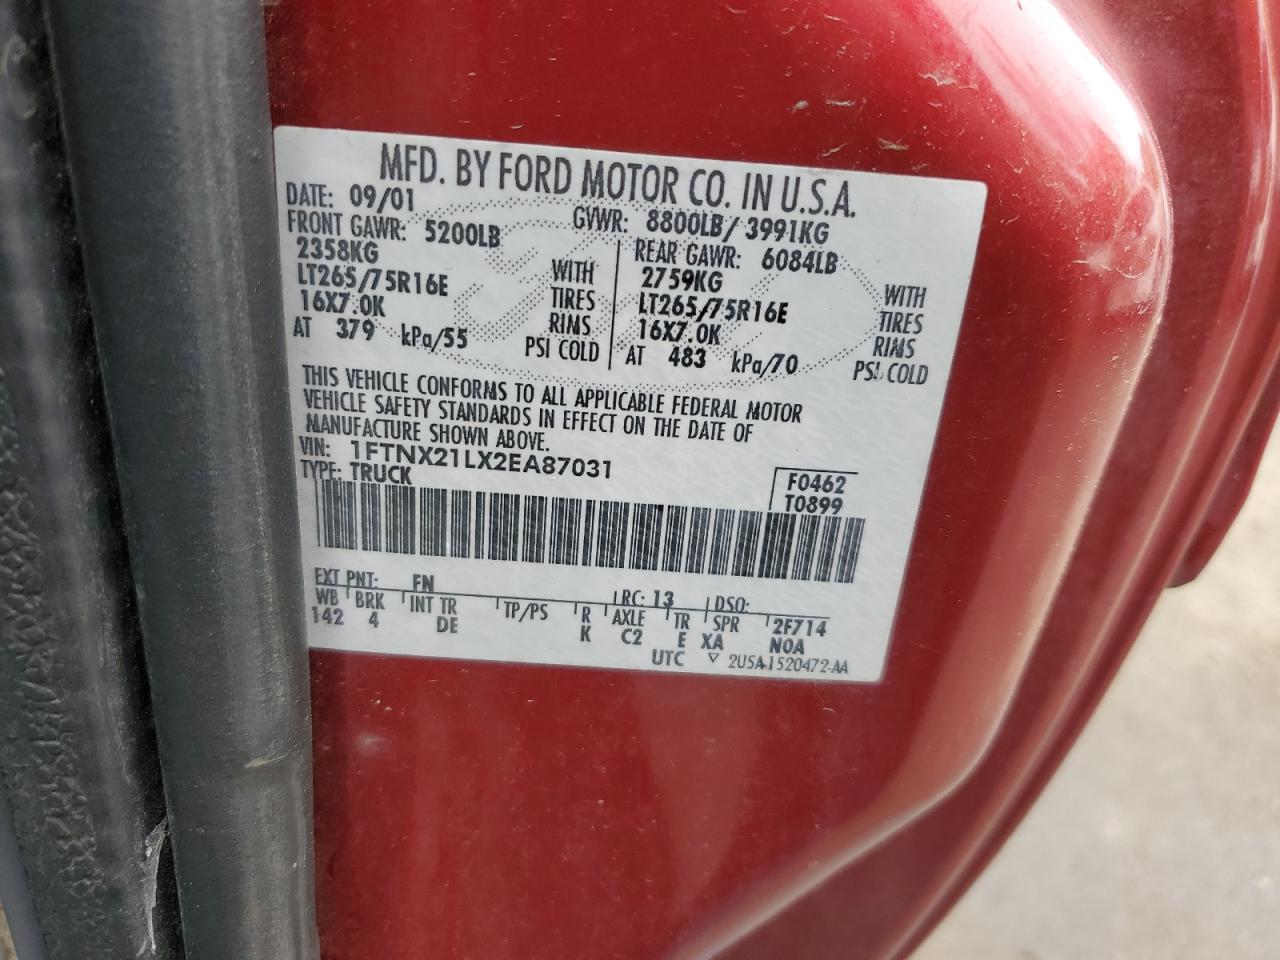 MFD. BY FORD MOTOR CO. IN U.S.A.
DATE: 09/01 GVWR: 8800LB/ 3991KG
FRONT GAWR: 5200LB REAR GAWR: 6084LB
2358KG WITH 2759KG WITH
LT265/75R16E TIRES LT265/75R16E TIRES
16X7.0K RIMS 16X7.0K RIMS
AT 379 kPa/55 PSI COLD AT 483 kPa/70 PSI COLD
THIS VEHICLE CONFORMS TO ALL APPLICABLE FEDERAL MOTOR
VEHICLE SAFETY STANDARDS IN EFFECT ON THE DATE OF
MANUFACTURE SHOWN ABOVE.
VIN: 1FTNX21LX2EA87031
TYPE: TRUCK F0462
T0899
EXT PNT: FN RC: 13 DSO:
WB BRK INT TR TP/PS R AXLE TR SPR 2F714
142 4 DE K C2 E XA N0A
UTC ▽ 2USA-1520472-AA